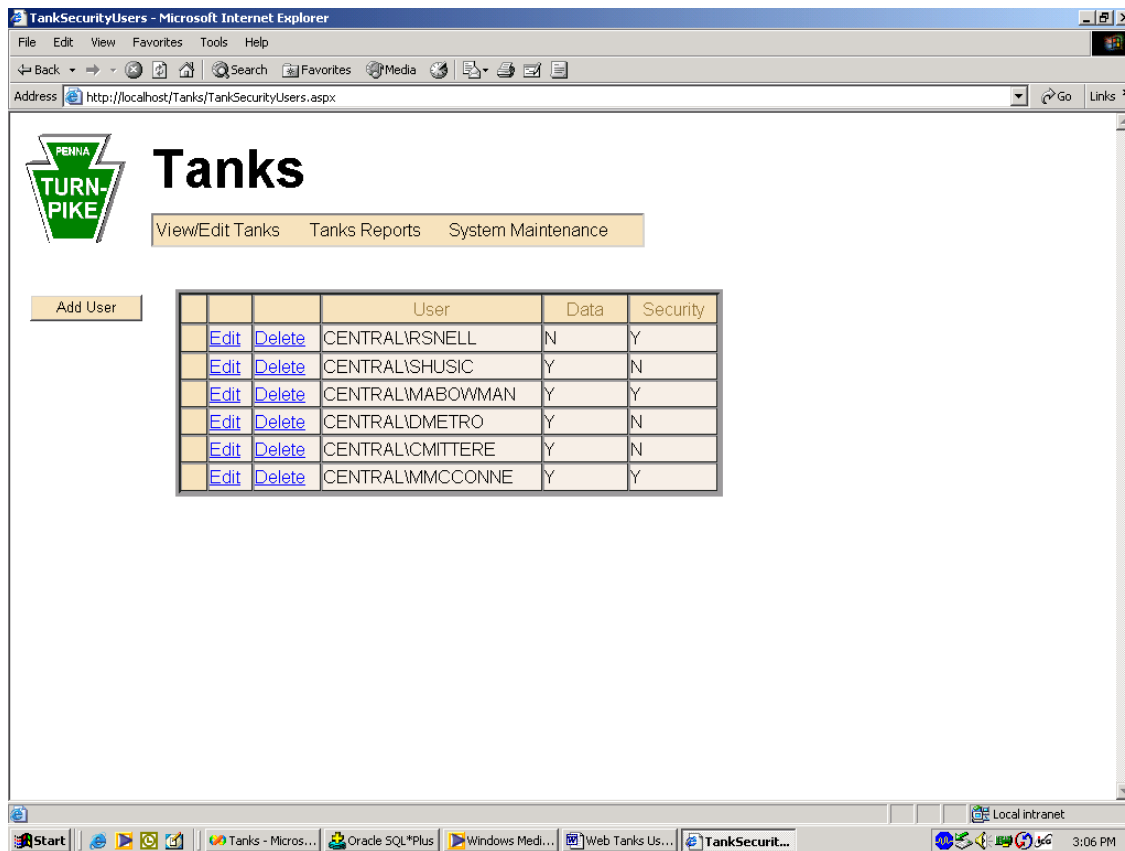 TankSecurityUsers - Microsoft Internet Explorer
File Edit View Favorites Tools Help
Back Search Favorites Media
Address http://localhost/Tanks/TankSecurityUsers.aspx Go Links
PENNA
TURN-
PIKE
Tanks
View/Edit Tanks Tanks Reports System Maintenance
Add User
User Data Security
Edit Delete CENTRAL\RSNELL N Y
Edit Delete CENTRAL\SHUSIC Y N
Edit Delete CENTRAL\MABOWMAN Y Y
Edit Delete CENTRAL\DMETRO Y N
Edit Delete CENTRAL\CMITTERE Y N
Edit Delete CENTRAL\MMCCONNE Y Y
Local intranet
Start Tanks - Micros... Oracle SQL*Plus Windows Medi... Web Tanks Us... TankSecurit... 3:06 PM